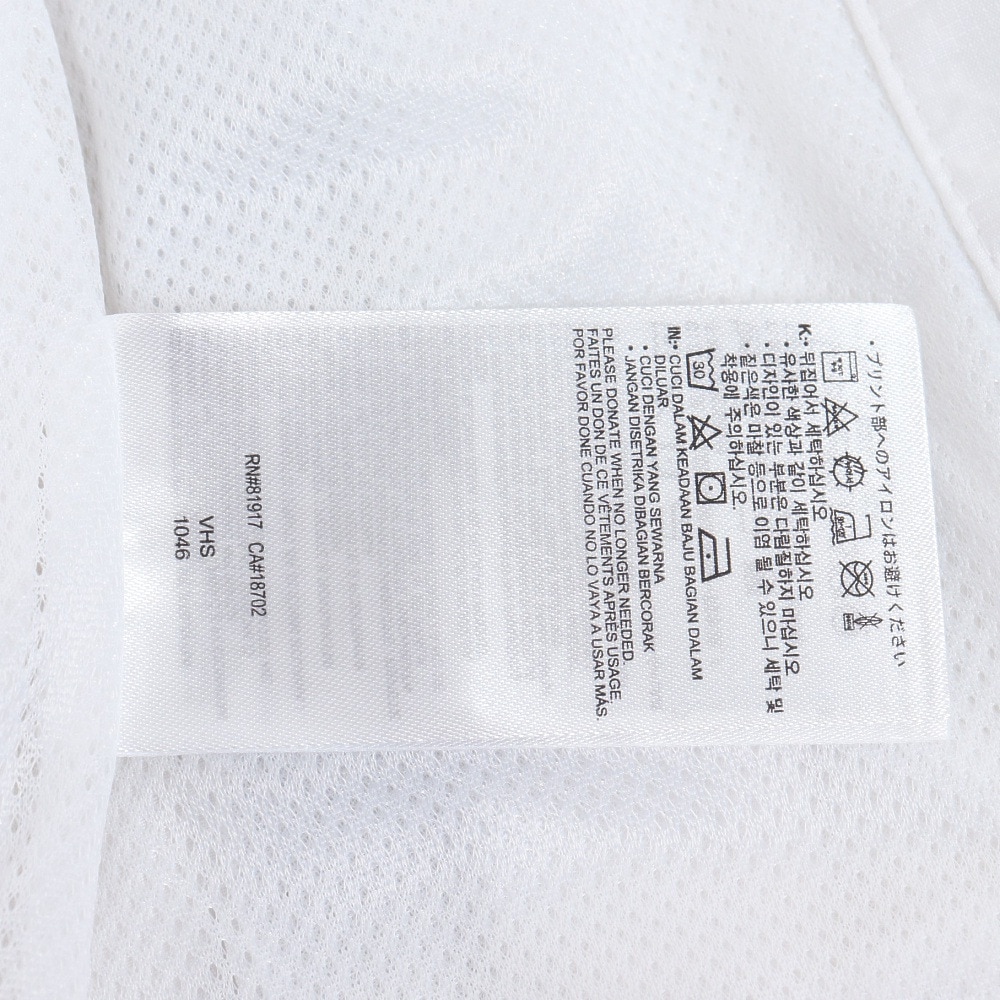 ・プリント部へのアイロンはお避けください
K:• 뒤집어서 세탁하십시오
• 유사한 색상과 같이 세탁하십시오
• 디자인이 있는 부분은 다림질하지 마십시오
• 짙은색은 마찰 등으로 이염 될 수 있으니 세탁 및
착용에 주의하십시오.
30
IN:• CUCI DALAM KEADAAN BAJU BAGIAN DALAM
DILUAR
• CUCI DENGAN YANG SEWARNA
• JANGAN DISETRIKA DIBAGIAN BERCORAK
PLEASE DONATE WHEN NO LONGER NEEDED.
FAITES UN DON DE CE VÊTEMENTS APRÈS USAGE.
POR FAVOR DONE CUANDO NO LO VAYA A USAR MÁS.
RN#81917 CA#18702
VHS
1046